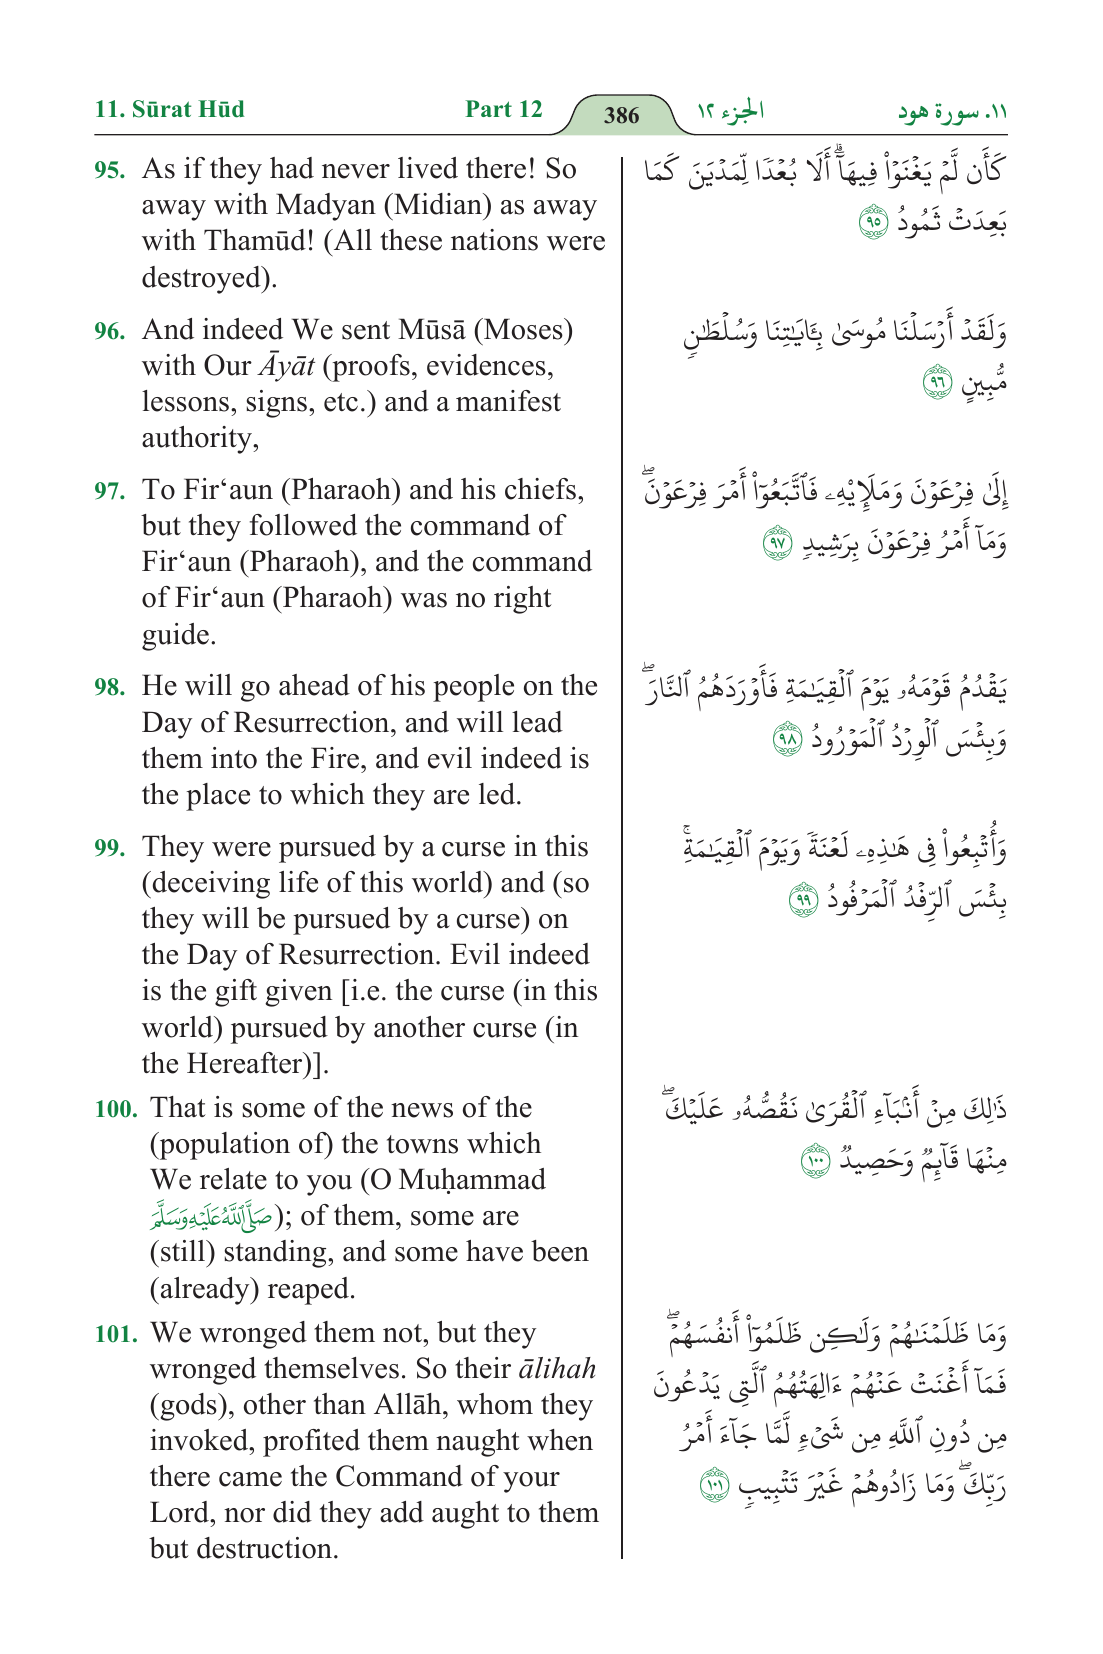 11. Sūrat Hūd Part 12 386 الجزء ١٢ ١١. سورة هود
95. As if they had never lived there! So
away with Madyan (Midian) as away
with Thamūd! (All these nations were
destroyed).
كَأَن لَّمْ يَغْنَوْا۟ فِيهَآ ۗ أَلَا بُعْدًا لِّمَدْيَنَ كَمَا
بَعِدَتْ ثَمُودُ ٩٥
96. And indeed We sent Mūsā (Moses)
with Our Āyāt (proofs, evidences,
lessons, signs, etc.) and a manifest
authority,
وَلَقَدْ أَرْسَلْنَا مُوسَىٰ بِـَٔايَـٰتِنَا وَسُلْطَـٰنٍ
مُّبِينٍ ٩٦
97. To Fir‘aun (Pharaoh) and his chiefs,
but they followed the command of
Fir‘aun (Pharaoh), and the command
of Fir‘aun (Pharaoh) was no right
guide.
إِلَىٰ فِرْعَوْنَ وَمَلَإِي۟هِۦ فَٱتَّبَعُوٓا۟ أَمْرَ فِرْعَوْنَ ۖ
وَمَآ أَمْرُ فِرْعَوْنَ بِرَشِيدٍ ٩٧
98. He will go ahead of his people on the
Day of Resurrection, and will lead
them into the Fire, and evil indeed is
the place to which they are led.
يَقْدُمُ قَوْمَهُۥ يَوْمَ ٱلْقِيَـٰمَةِ فَأَوْرَدَهُمُ ٱلنَّارَ ۖ
وَبِئْسَ ٱلْوِرْدُ ٱلْمَوْرُودُ ٩٨
99. They were pursued by a curse in this
(deceiving life of this world) and (so
they will be pursued by a curse) on
the Day of Resurrection. Evil indeed
is the gift given [i.e. the curse (in this
world) pursued by another curse (in
the Hereafter)].
وَأُتْبِعُوا۟ فِى هَـٰذِهِۦ لَعْنَةً وَيَوْمَ ٱلْقِيَـٰمَةِ ۚ
بِئْسَ ٱلرِّفْدُ ٱلْمَرْفُودُ ٩٩
100. That is some of the news of the
(population of) the towns which
We relate to you (O Muḥammad
صَلَّى ٱللَّهُ عَلَيْهِ وَسَلَّمَ); of them, some are
(still) standing, and some have been
(already) reaped.
ذَٰلِكَ مِنْ أَنۢبَآءِ ٱلْقُرَىٰ نَقُصُّهُۥ عَلَيْكَ ۖ
مِنْهَا قَآئِمٌ وَحَصِيدٌ ١٠٠
101. We wronged them not, but they
wronged themselves. So their ālihah
(gods), other than Allāh, whom they
invoked, profited them naught when
there came the Command of your
Lord, nor did they add aught to them
but destruction.
وَمَا ظَلَمْنَـٰهُمْ وَلَـٰكِن ظَلَمُوٓا۟ أَنفُسَهُمْ ۖ
فَمَآ أَغْنَتْ عَنْهُمْ ءَالِهَتُهُمُ ٱلَّتِى يَدْعُونَ
مِن دُونِ ٱللَّهِ مِن شَىْءٍ لَّمَّا جَآءَ أَمْرُ
رَبِّكَ ۖ وَمَا زَادُوهُمْ غَيْرَ تَتْبِيبٍ ١٠١